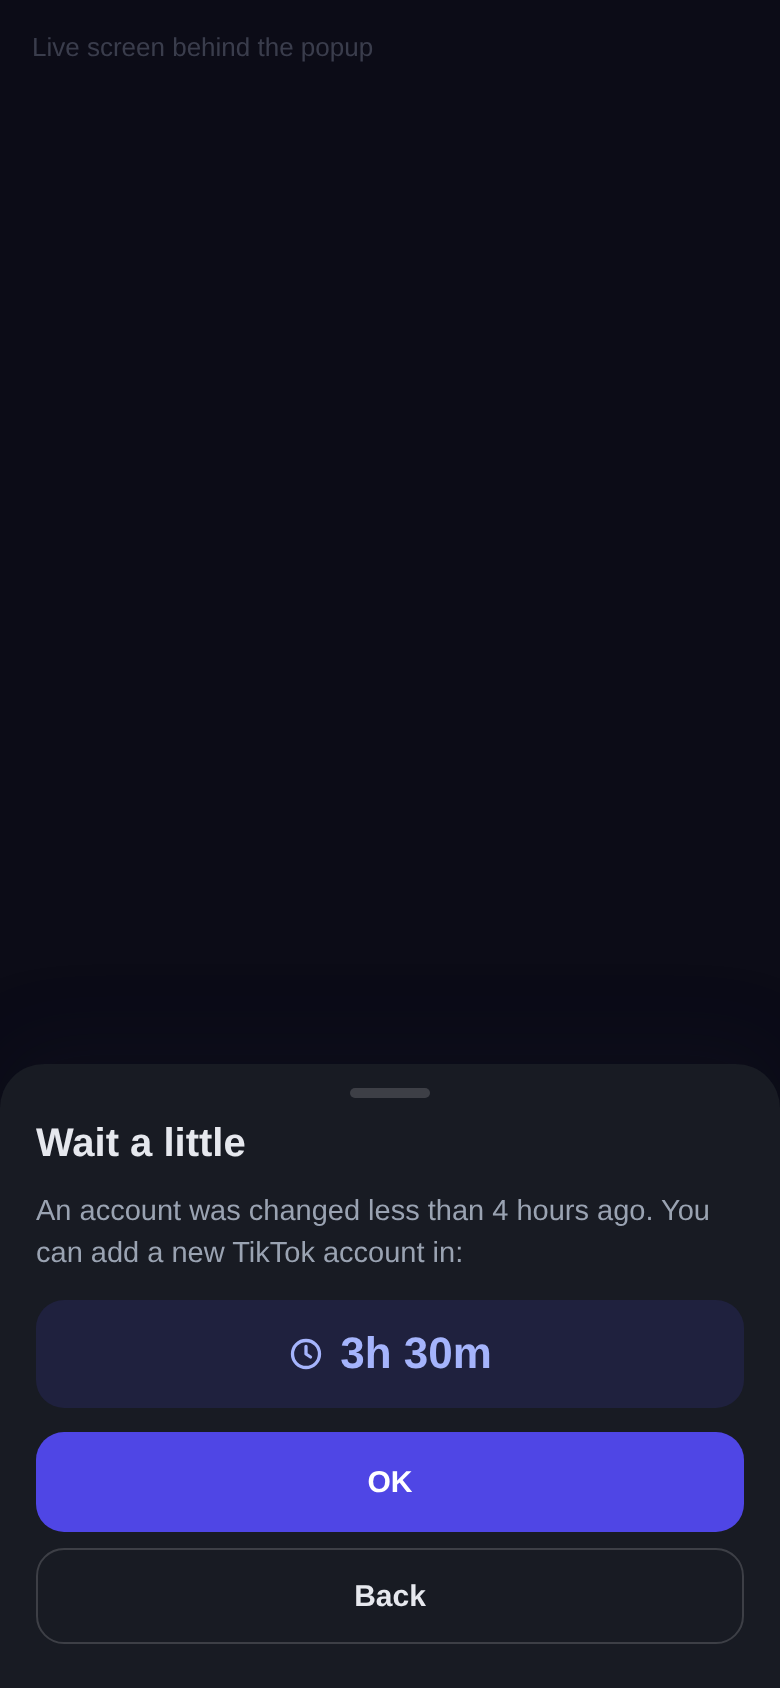 Live screen behind the popup
Wait a little
An account was changed less than 4 hours ago. You
can add a new TikTok account in:
3h 30m
OK
Back